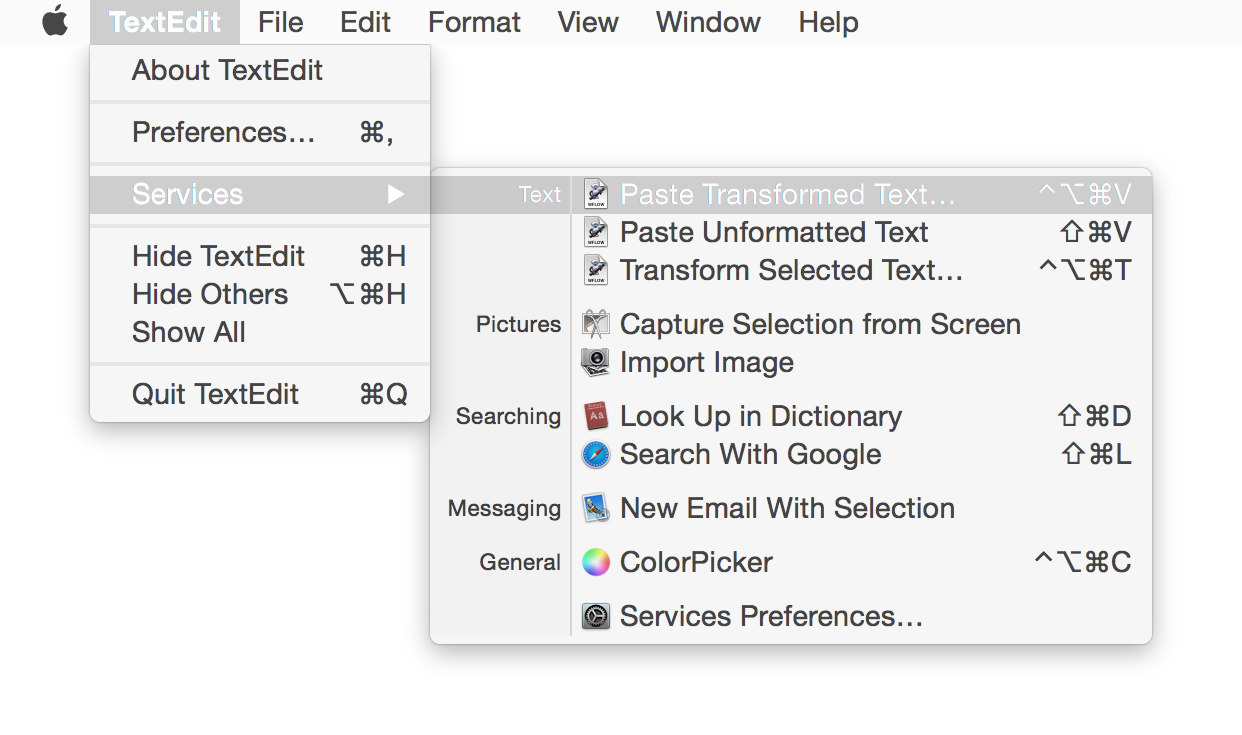 TextEdit File Edit Format View Window Help
About TextEdit
Preferences... ⌘,
Services ▶
Hide TextEdit ⌘H
Hide Others ⌥⌘H
Show All
Quit TextEdit ⌘Q
Text Paste Transformed Text... ^⌥⌘V
Paste Unformatted Text ⇧⌘V
Transform Selected Text... ^⌥⌘T
Pictures Capture Selection from Screen
Import Image
Searching Look Up in Dictionary ⇧⌘D
Search With Google ⇧⌘L
Messaging New Email With Selection
General ColorPicker ^⌥⌘C
Services Preferences...